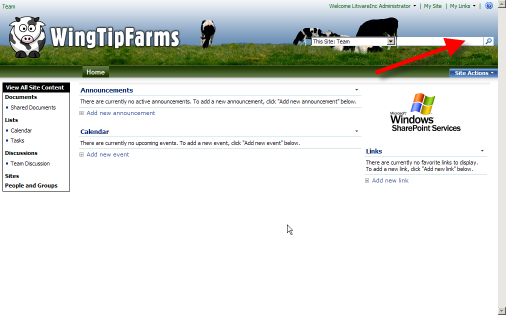 Team
Welcome LitwareInc Administrator
My Site
My Links
WingTipFarms
This Site: Team
Home
Site Actions
View All Site Content
Documents
Shared Documents
Lists
Calendar
Tasks
Discussions
Team Discussion
Sites
People and Groups
Announcements
There are currently no active announcements. To add a new announcement, click "Add new announcement" below.
Add new announcement
Calendar
There are currently no upcoming events. To add a new event, click "Add new event" below.
Add new event
Microsoft
Windows
SharePoint Services
Links
There are currently no favorite links to display.
To add a new link, click "Add new link" below.
Add new link